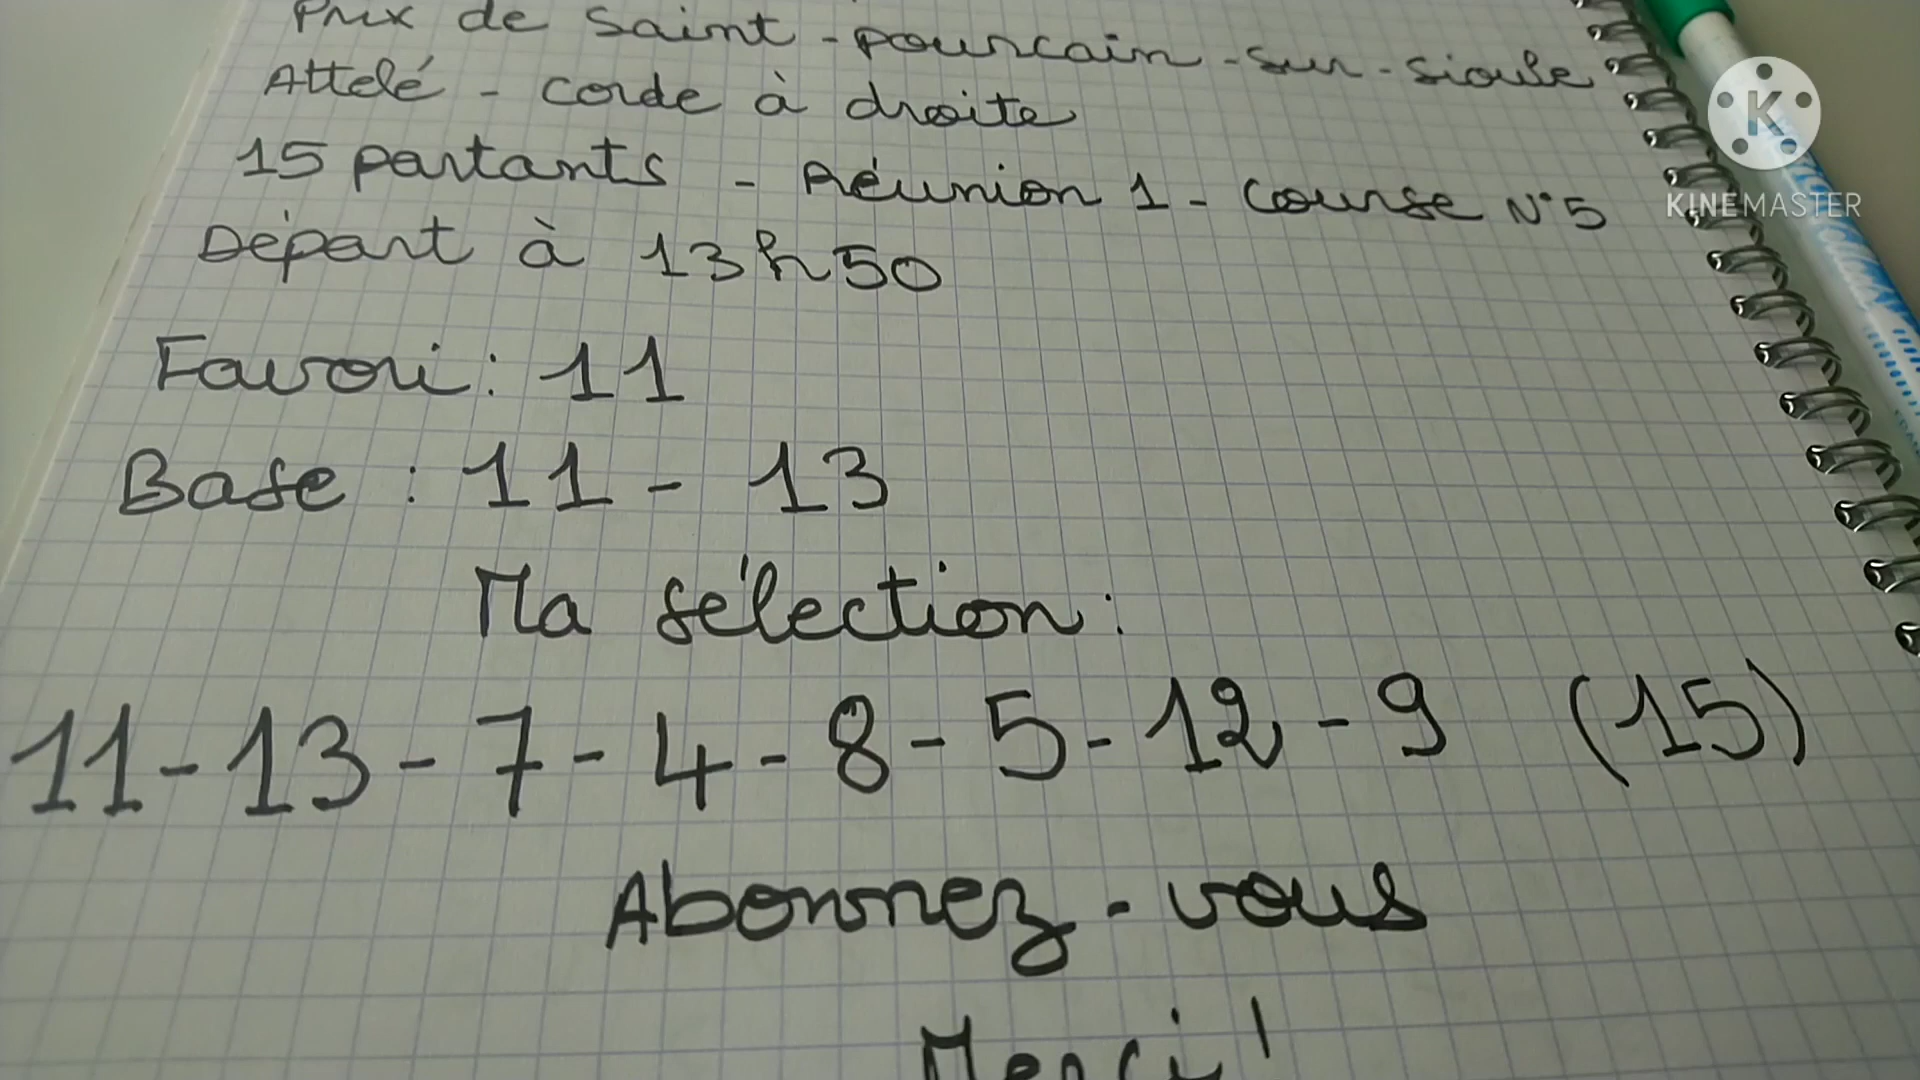 Prix de Saint-pourcain-sur-sioule
Attelé - corde à droite
15 partants - Réunion 1 - course N°5
Départ à 13h50
Favori : 11
Base : 11 - 13
Ma sélection :
11-13-7-4-8-5-12-9 (15)
Abonnez-vous
Merci !
KINEMASTER